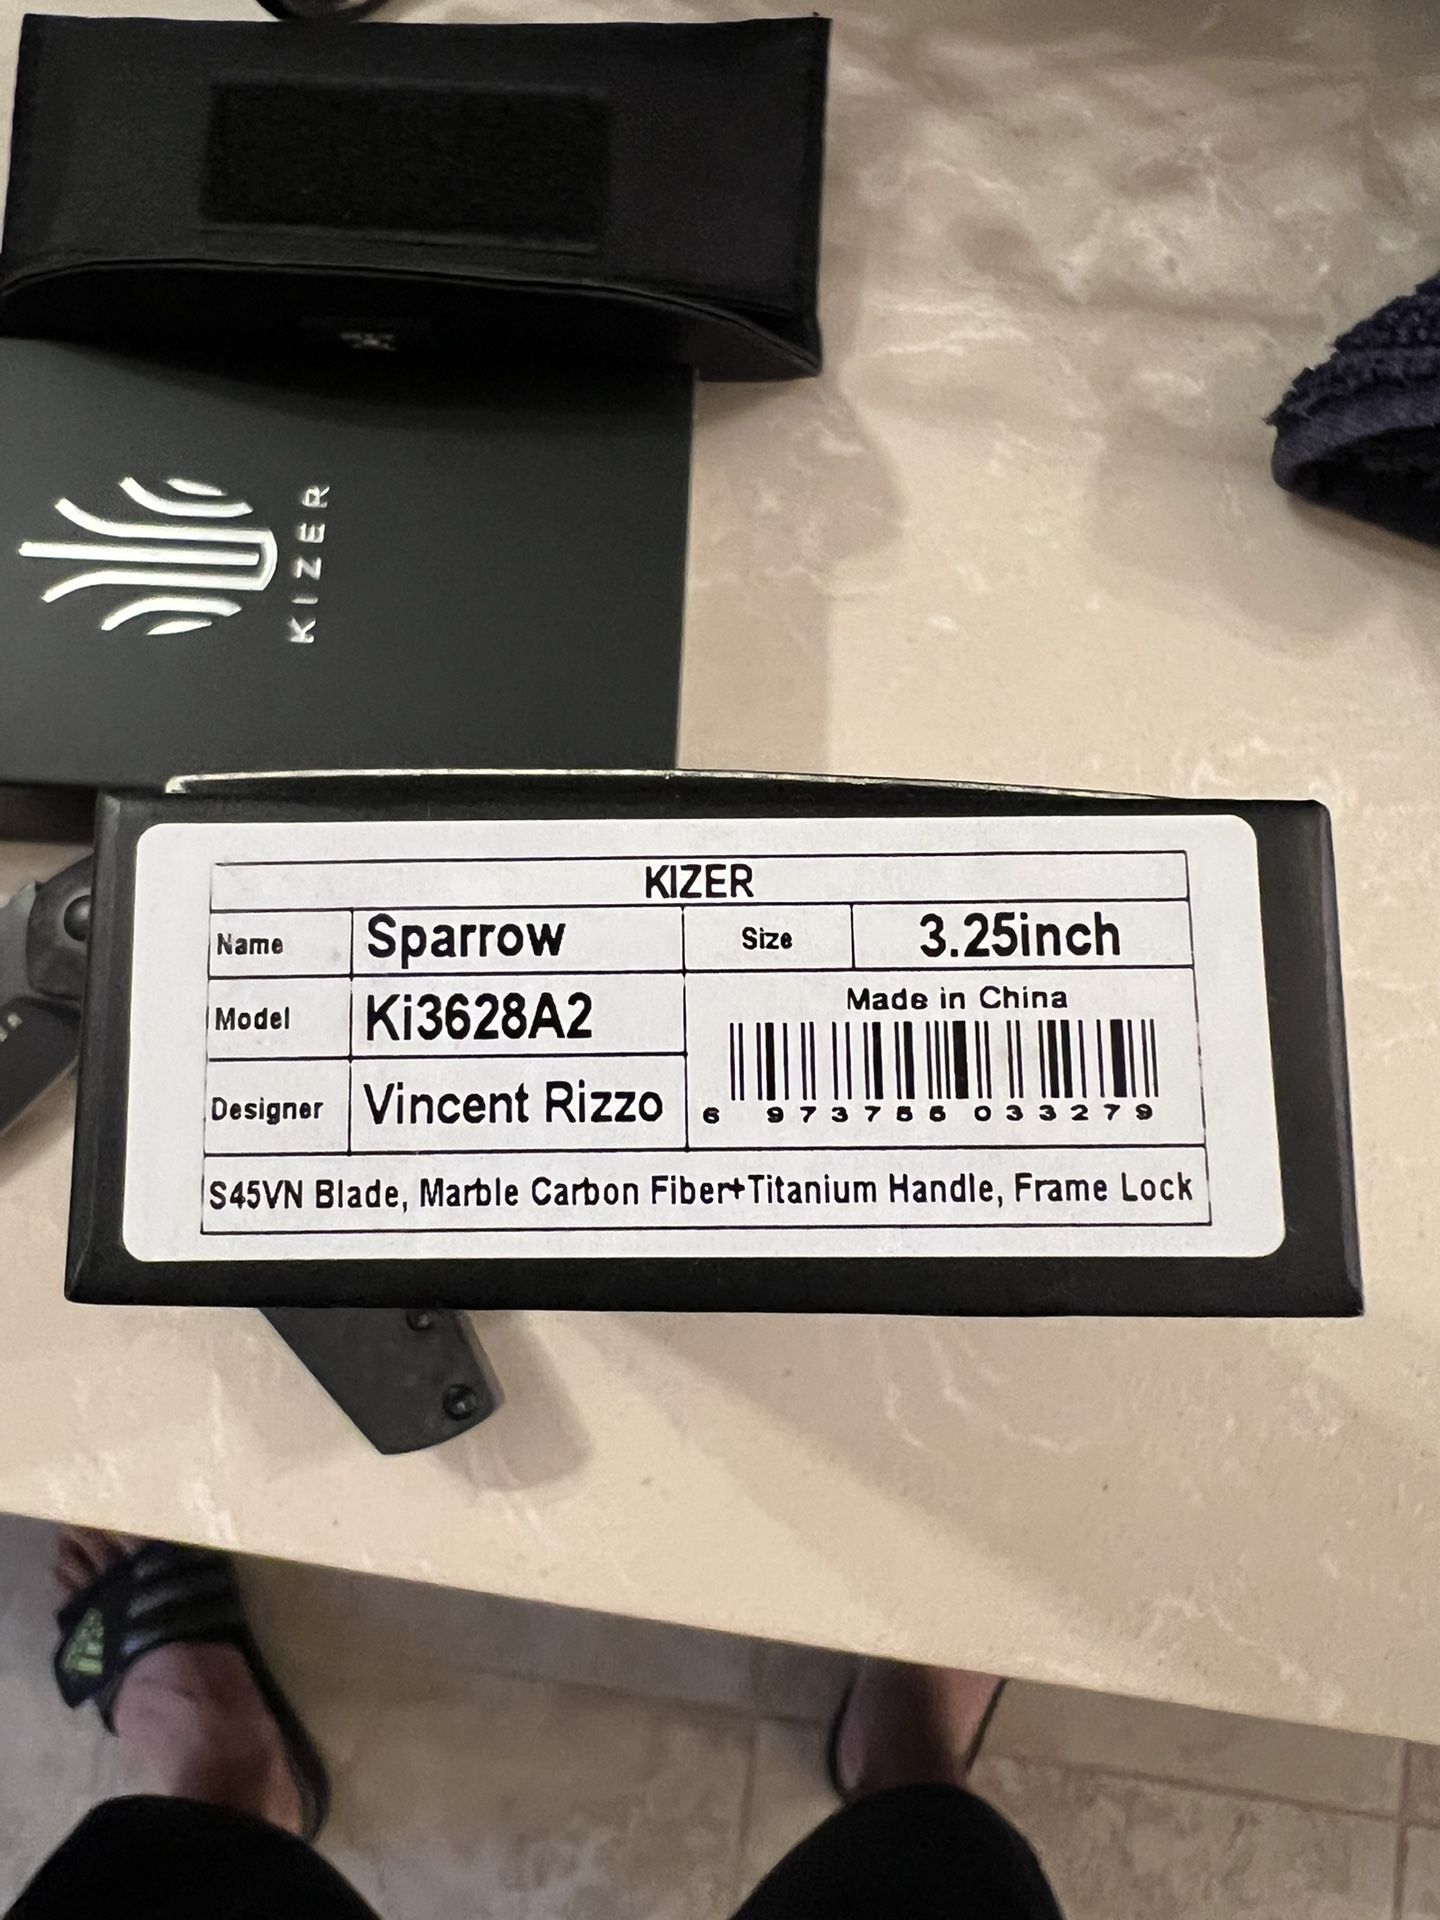 KIZER
KIZER
Name Sparrow Size 3.25inch
Model Ki3628A2 Made in China
Designer Vincent Rizzo 6 973756 033279
S45VN Blade, Marble Carbon Fiber+Titanium Handle, Frame Lock